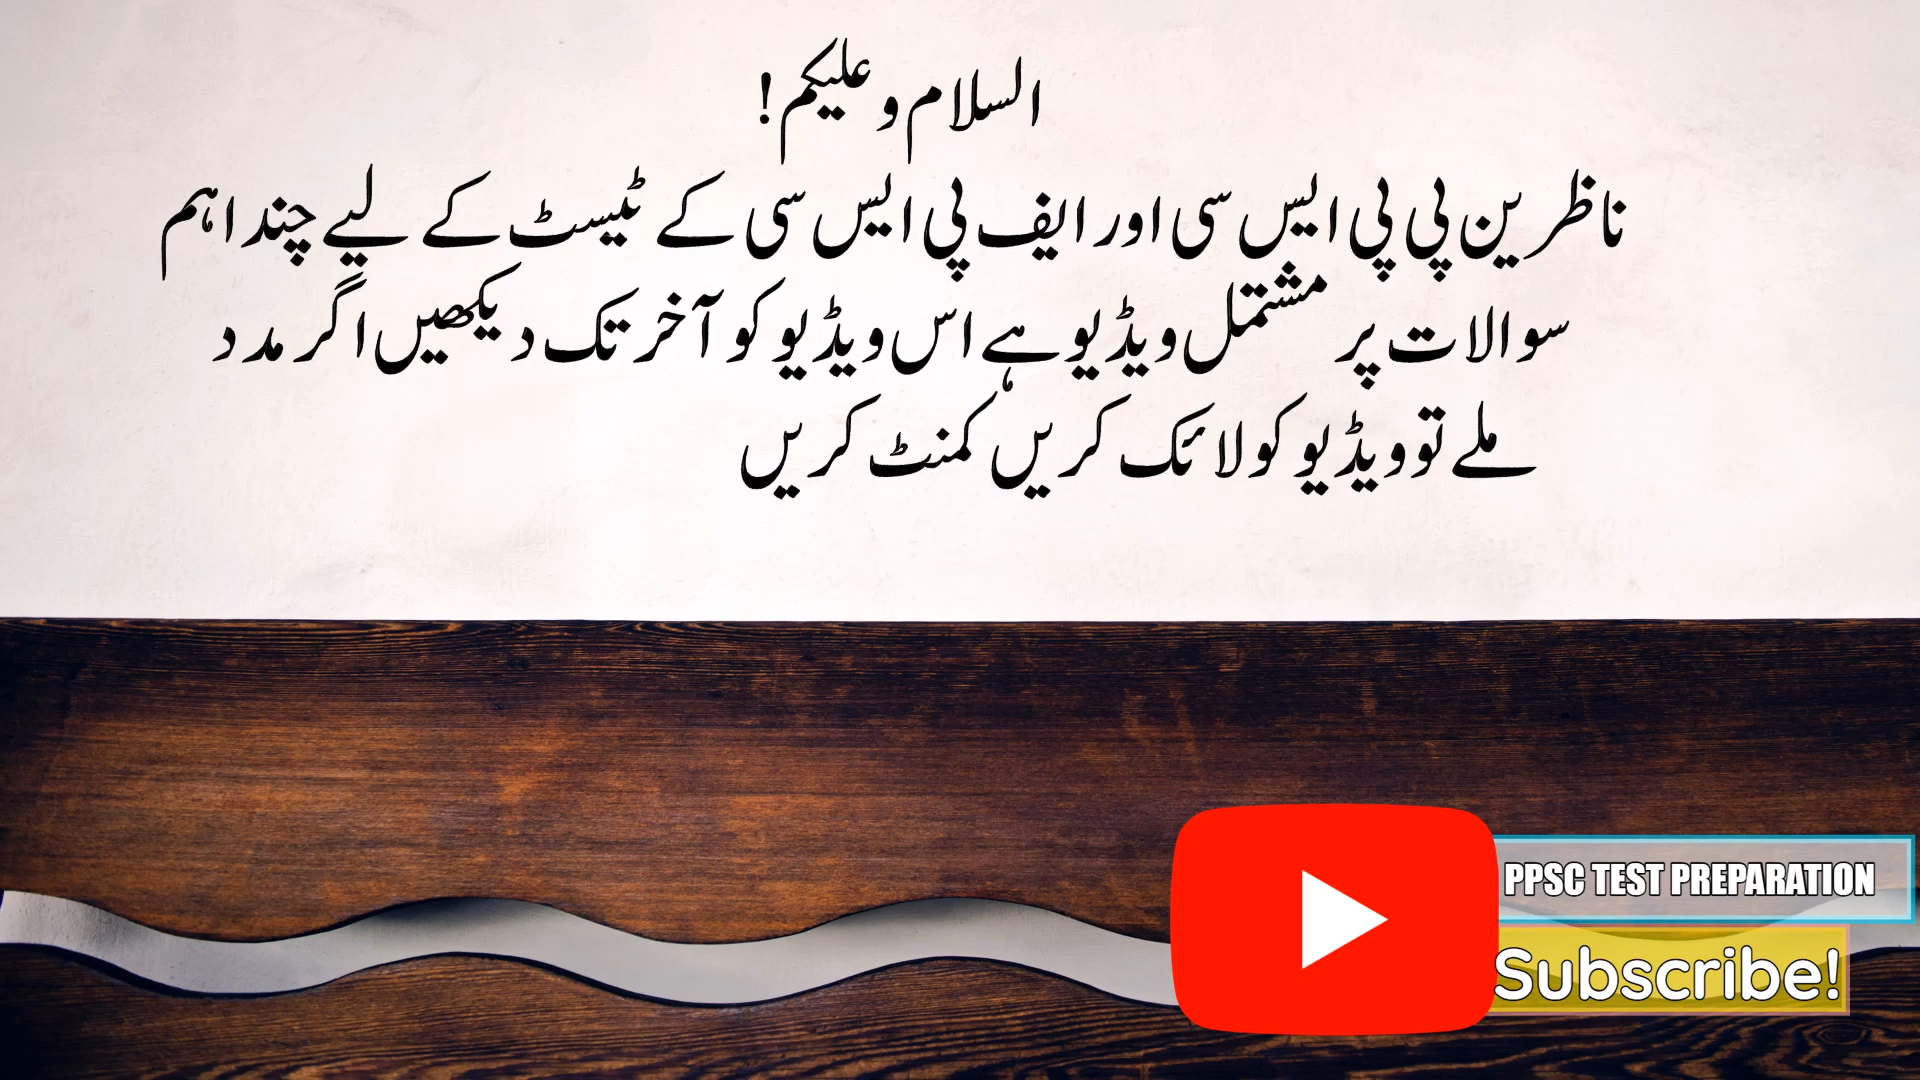 السلام و علیکم!
ناظرین پی پی ایس سی اور ایف پی ایس سی کے ٹیسٹ کے لیے چند اہم
سوالات پر مشتمل ویڈیو ہے اس ویڈیو کو آخر تک دیکھیں اگر مدد
ملے تو ویڈیو کو لائک کریں کمنٹ کریں
PPSC TEST PREPARATION
Subscribe!